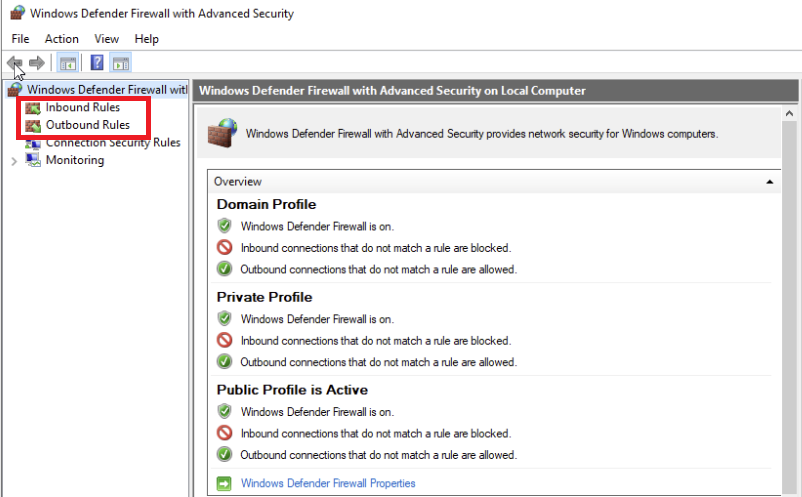 Windows Defender Firewall with Advanced Security
File Action View Help
Windows Defender Firewall with
Inbound Rules
Outbound Rules
Connection Security Rules
Monitoring
Windows Defender Firewall with Advanced Security on Local Computer
Windows Defender Firewall with Advanced Security provides network security for Windows computers.
Overview
Domain Profile
Windows Defender Firewall is on.
Inbound connections that do not match a rule are blocked.
Outbound connections that do not match a rule are allowed.
Private Profile
Windows Defender Firewall is on.
Inbound connections that do not match a rule are blocked.
Outbound connections that do not match a rule are allowed.
Public Profile is Active
Windows Defender Firewall is on.
Inbound connections that do not match a rule are blocked.
Outbound connections that do not match a rule are allowed.
Windows Defender Firewall Properties